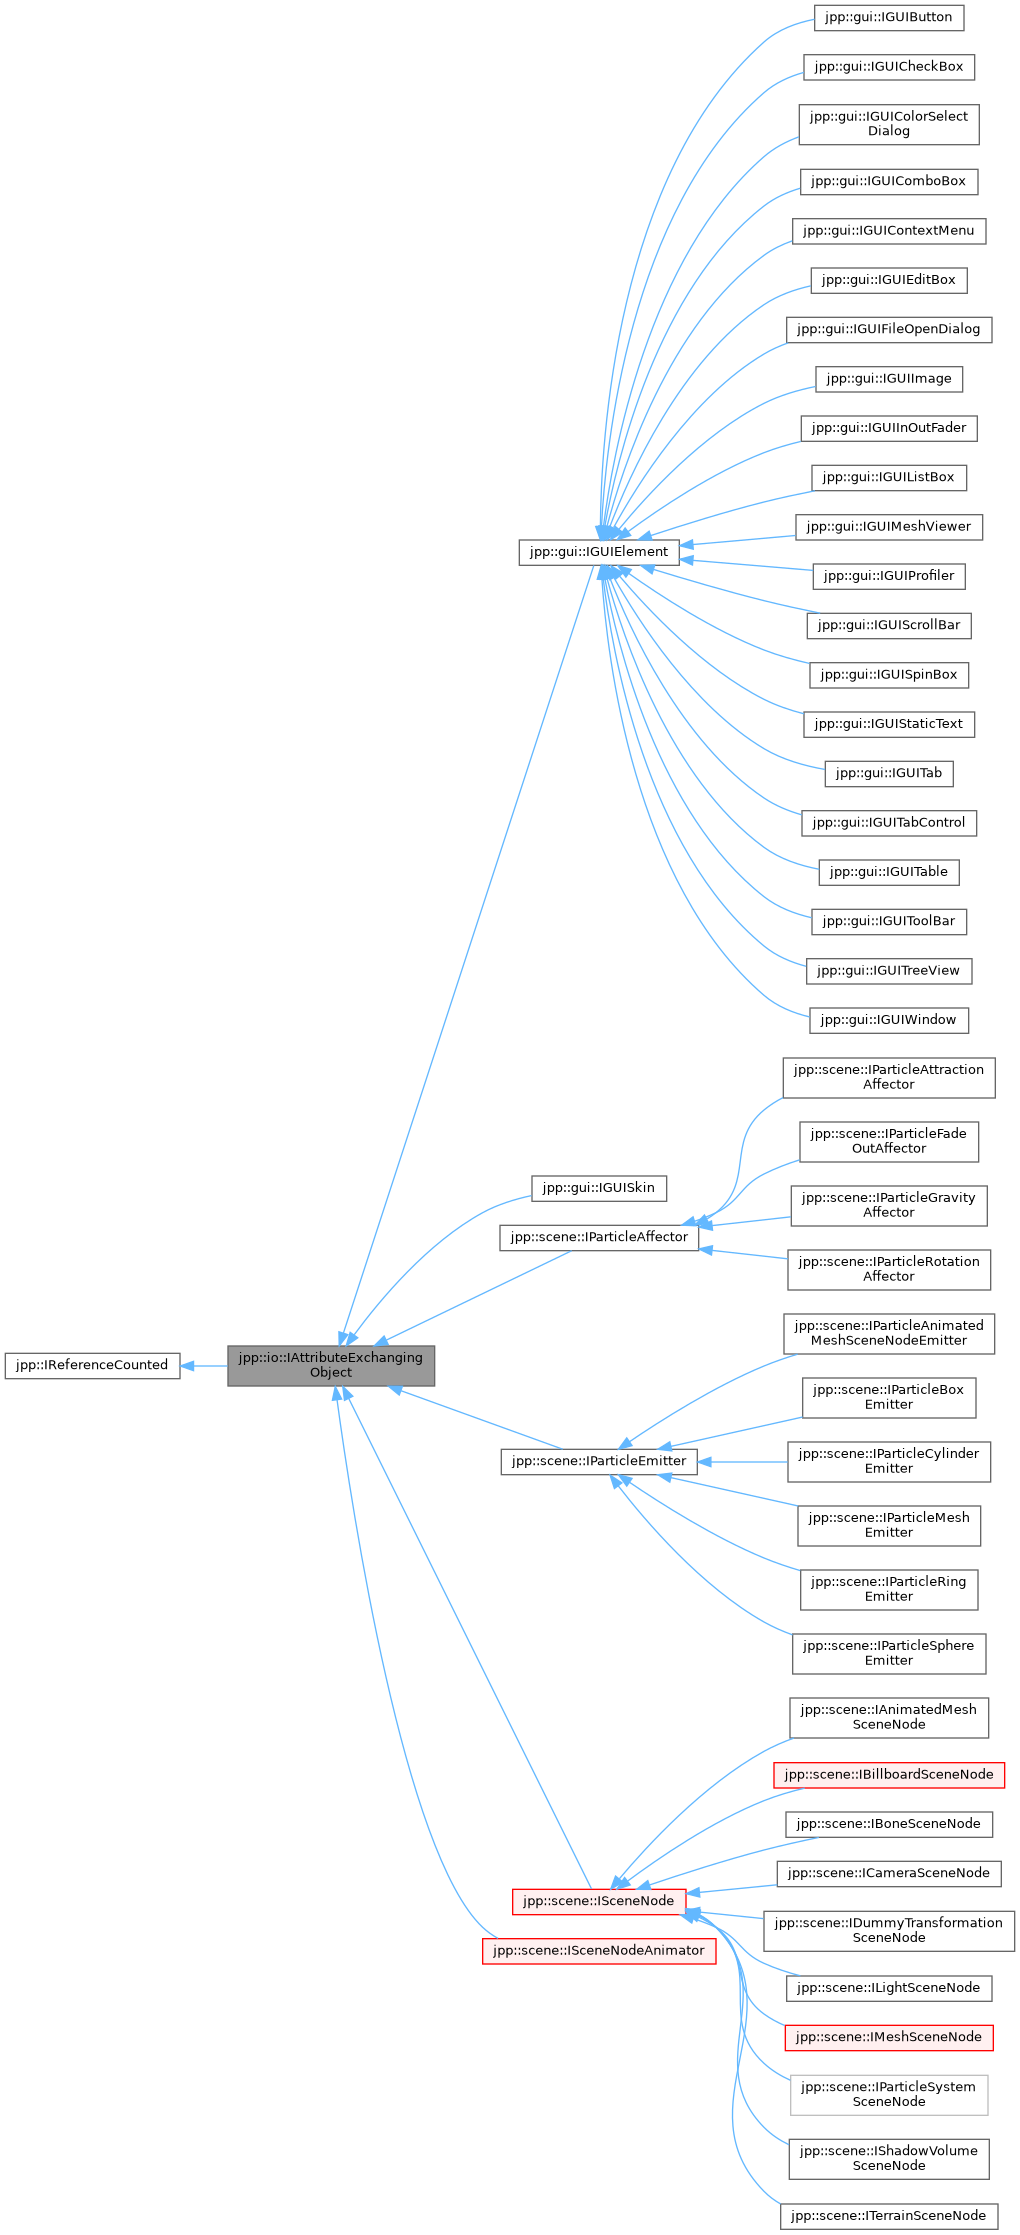 jpp::gui::IGUIButton
jpp::gui::IGUICheckBox
jpp::gui::IGUIColorSelect
Dialog
jpp::gui::IGUIComboBox
jpp::gui::IGUIContextMenu
jpp::gui::IGUIEditBox
jpp::gui::IGUIFileOpenDialog
jpp::gui::IGUIImage
jpp::gui::IGUIInOutFader
jpp::gui::IGUIListBox
jpp::gui::IGUIMeshViewer
jpp::gui::IGUIElement
jpp::gui::IGUIProfiler
jpp::gui::IGUIScrollBar
jpp::gui::IGUISpinBox
jpp::gui::IGUIStaticText
jpp::gui::IGUITab
jpp::gui::IGUITabControl
jpp::gui::IGUITable
jpp::gui::IGUIToolBar
jpp::gui::IGUITreeView
jpp::gui::IGUIWindow
jpp::scene::IParticleAttraction
Affector
jpp::scene::IParticleFade
OutAffector
jpp::gui::IGUISkin
jpp::scene::IParticleGravity
Affector
jpp::scene::IParticleAffector
jpp::scene::IParticleRotation
Affector
jpp::scene::IParticleAnimated
MeshSceneNodeEmitter
jpp::IReferenceCounted
jpp::io::IAttributeExchanging
Object
jpp::scene::IParticleBox
Emitter
jpp::scene::IParticleEmitter
jpp::scene::IParticleCylinder
Emitter
jpp::scene::IParticleMesh
Emitter
jpp::scene::IParticleRing
Emitter
jpp::scene::IParticleSphere
Emitter
jpp::scene::IAnimatedMesh
SceneNode
jpp::scene::IBillboardSceneNode
jpp::scene::IBoneSceneNode
jpp::scene::ICameraSceneNode
jpp::scene::ISceneNode
jpp::scene::IDummyTransformation
SceneNode
jpp::scene::ISceneNodeAnimator
jpp::scene::ILightSceneNode
jpp::scene::IMeshSceneNode
jpp::scene::IParticleSystem
SceneNode
jpp::scene::IShadowVolume
SceneNode
jpp::scene::ITerrainSceneNode